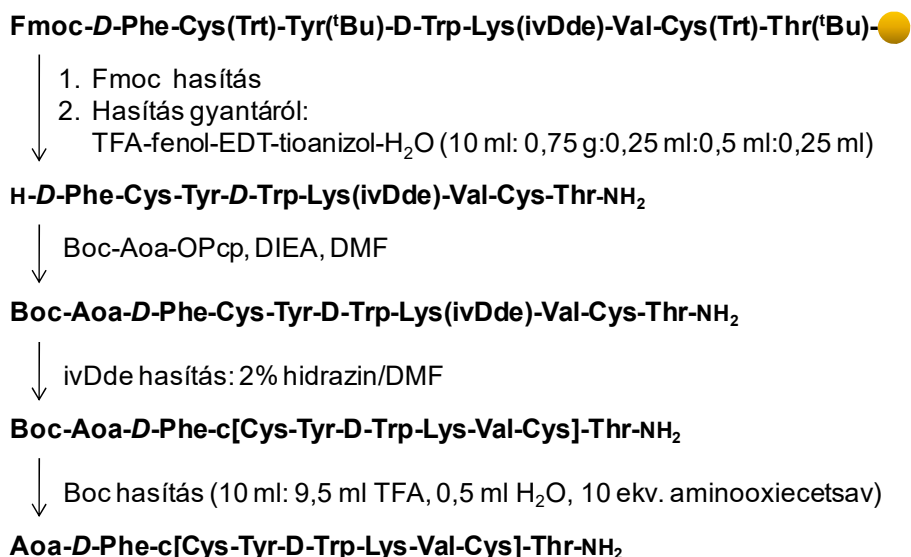 Fmoc-D-Phe-Cys(Trt)-Tyr(ᵗBu)-D-Trp-Lys(ivDde)-Val-Cys(Trt)-Thr(ᵗBu)-
1. Fmoc hasítás
2. Hasítás gyantáról:
TFA-fenol-EDT-tioanizol-H₂O (10 ml: 0,75 g:0,25 ml:0,5 ml:0,25 ml)
H-D-Phe-Cys-Tyr-D-Trp-Lys(ivDde)-Val-Cys-Thr-NH₂
Boc-Aoa-OPcp, DIEA, DMF
Boc-Aoa-D-Phe-Cys-Tyr-D-Trp-Lys(ivDde)-Val-Cys-Thr-NH₂
ivDde hasítás: 2% hidrazin/DMF
Boc-Aoa-D-Phe-c[Cys-Tyr-D-Trp-Lys-Val-Cys]-Thr-NH₂
Boc hasítás (10 ml: 9,5 ml TFA, 0,5 ml H₂O, 10 ekv. aminooxiecetsav)
Aoa-D-Phe-c[Cys-Tyr-D-Trp-Lys-Val-Cys]-Thr-NH₂